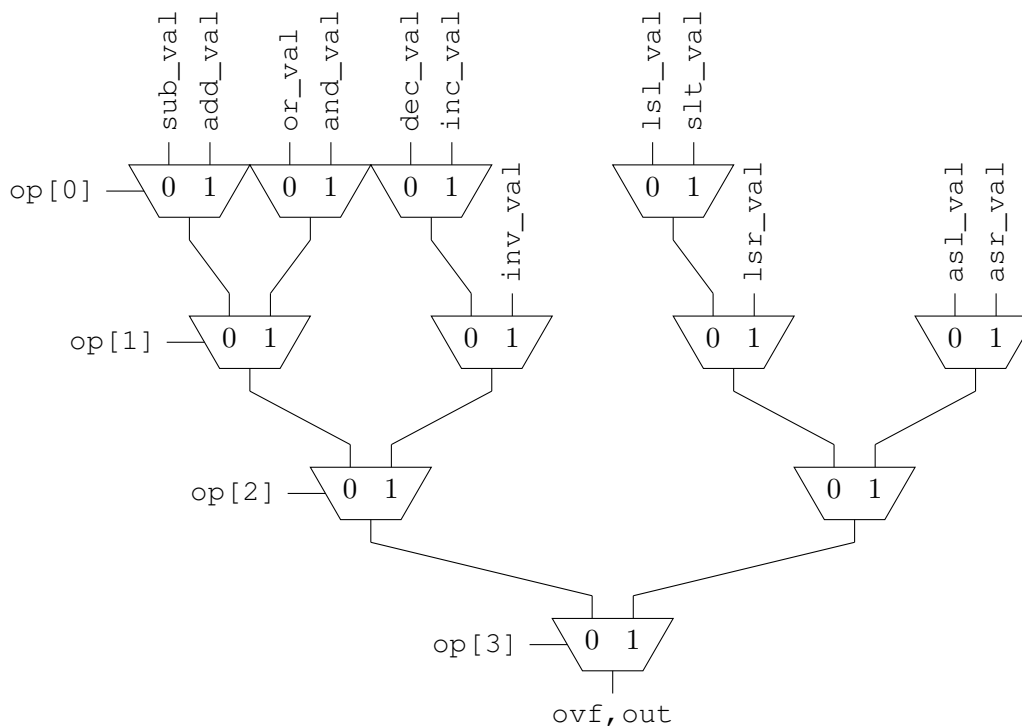 sub_val
add_val
or_val
and_val
dec_val
inc_val
lsl_val
slt_val
op[0]
0 1
0 1
0 1
0 1
inv_val
lsr_val
asl_val
asr_val
op[1]
0 1
0 1
0 1
0 1
op[2]
0 1
0 1
op[3]
0 1
ovf,out